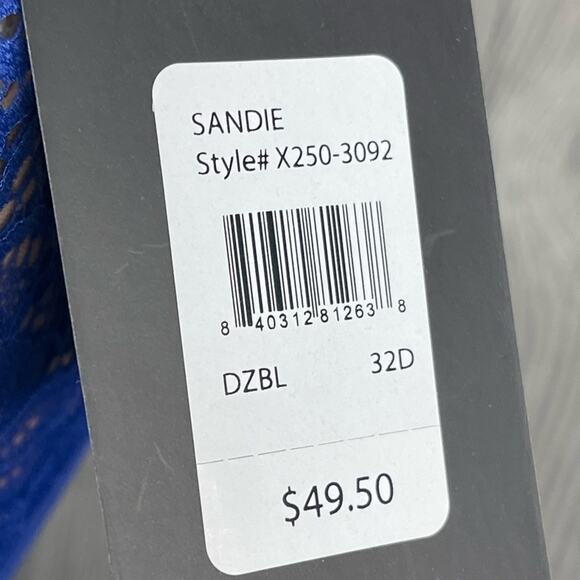 SANDIE
Style# X250-3092
8 40312 81263 8
DZBL 32D
$49.50